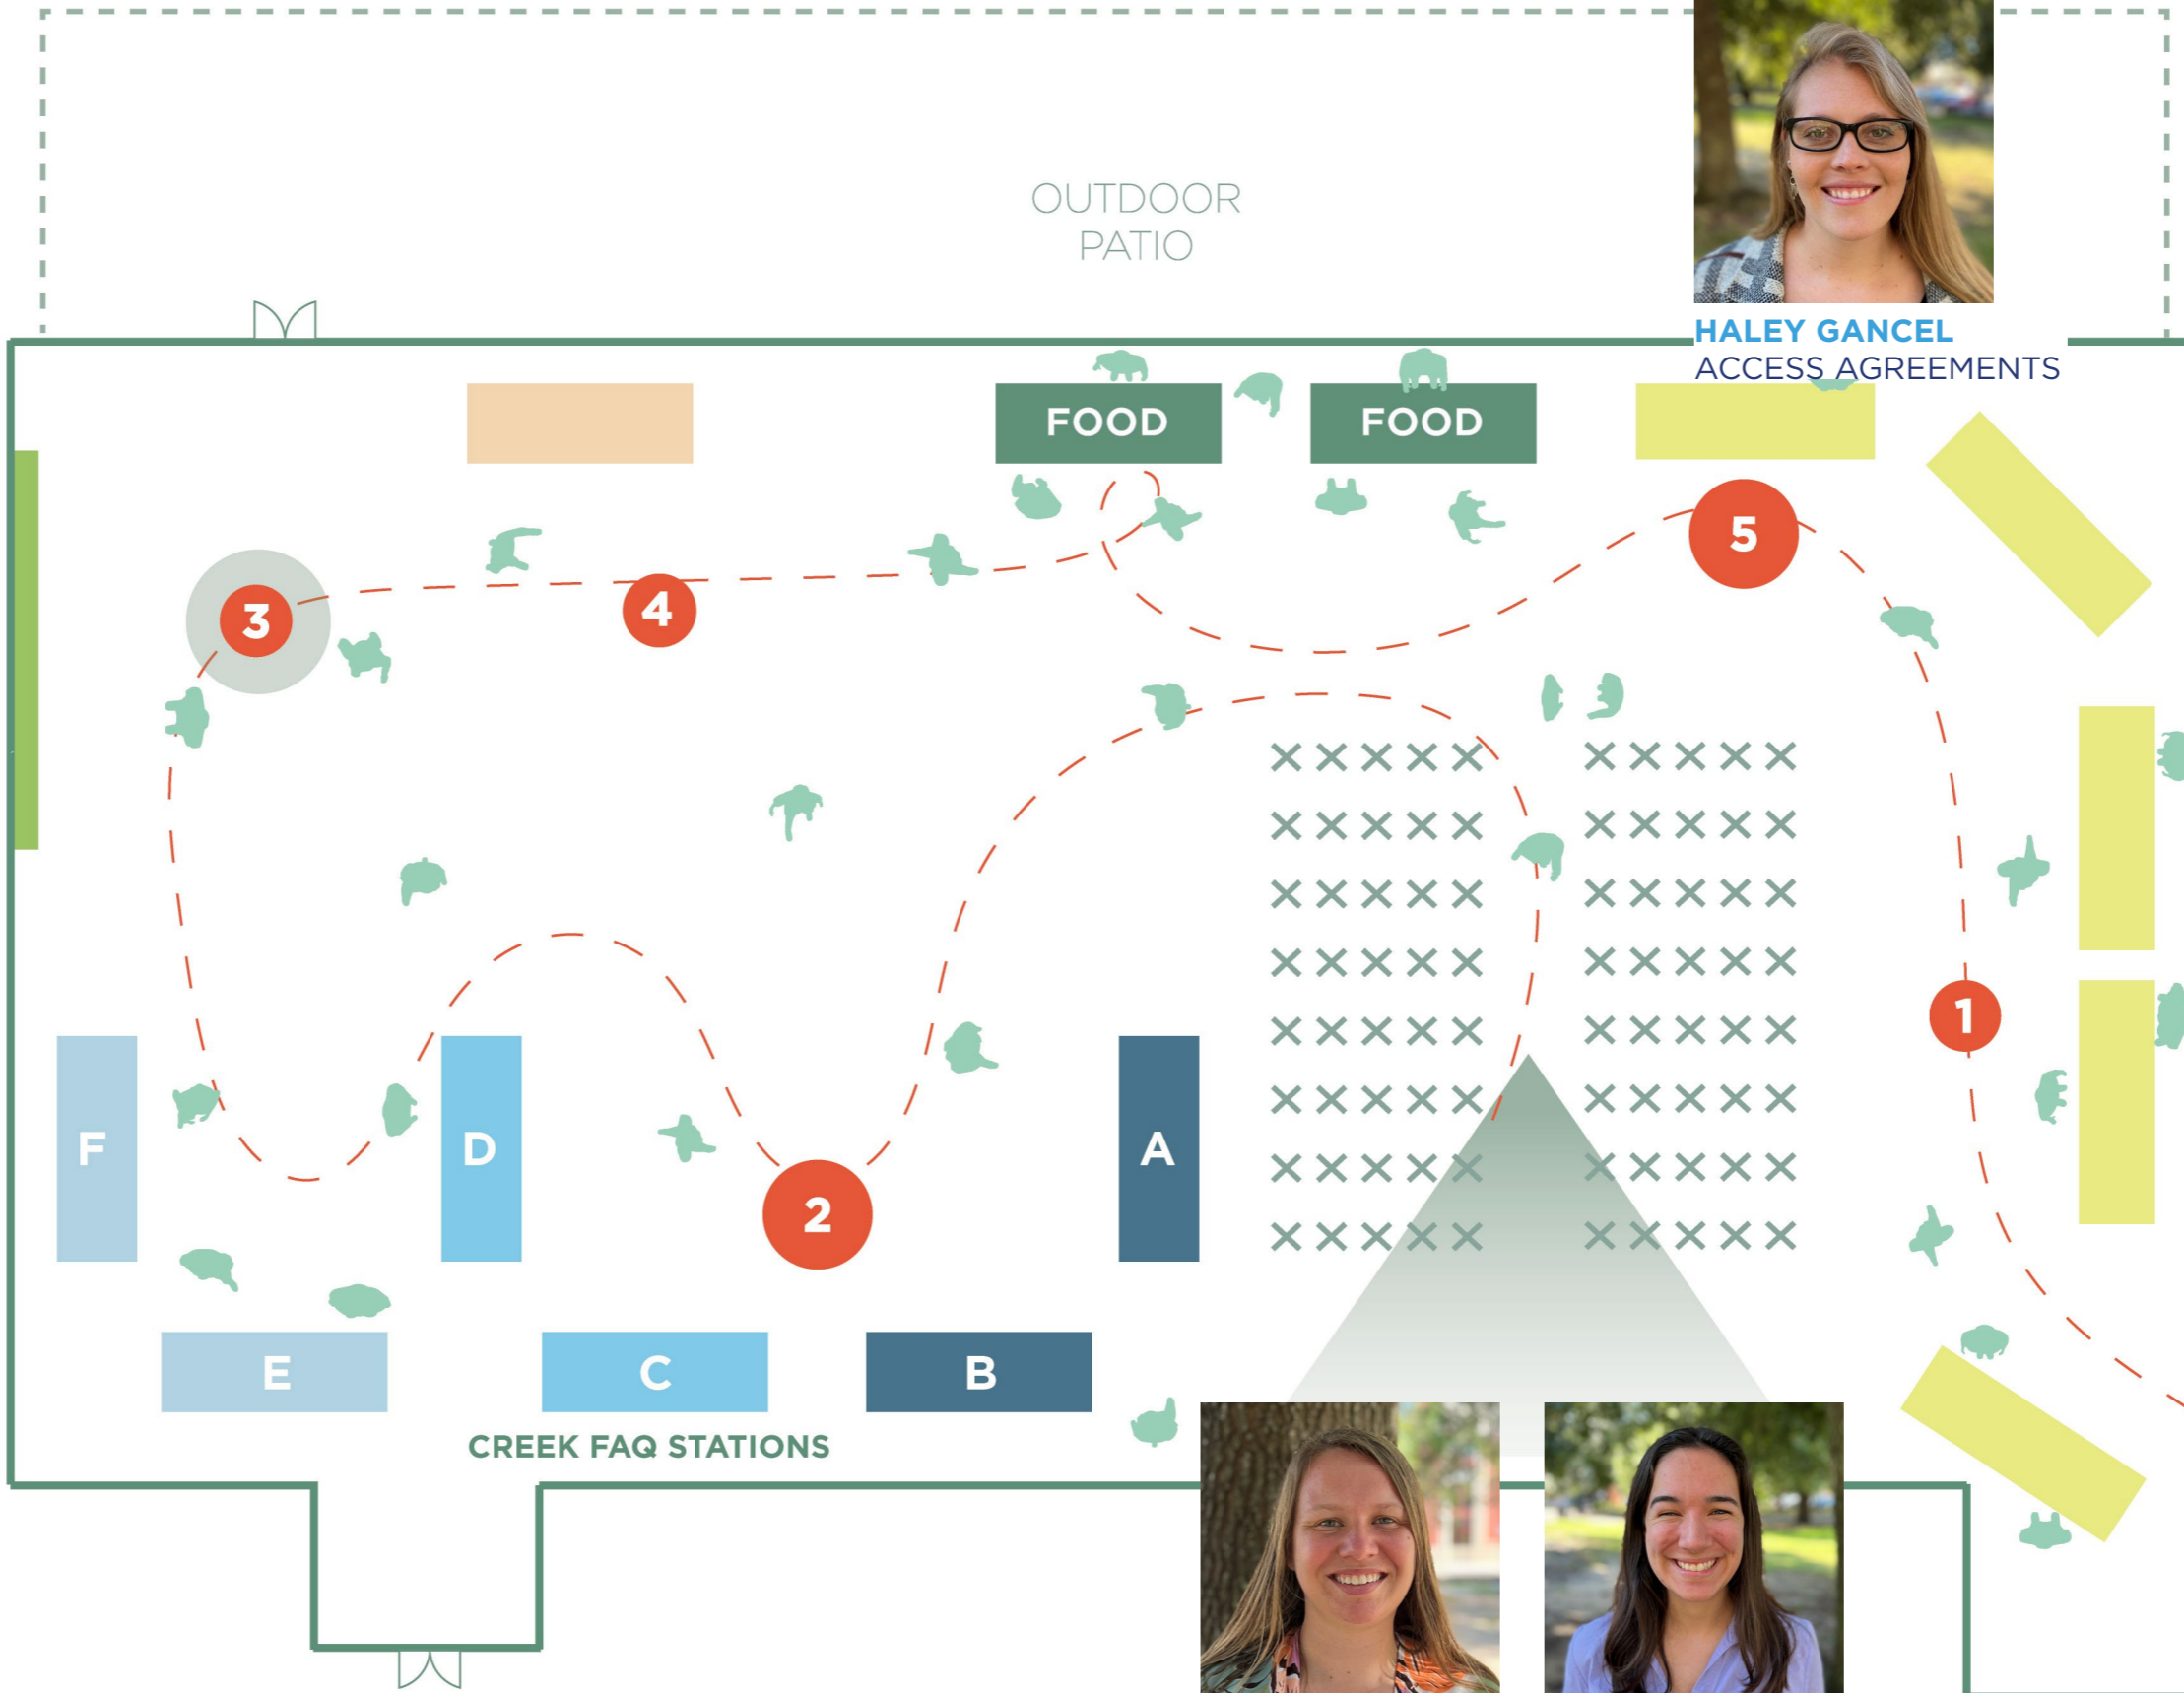 OUTDOOR
PATIO
HALEY GANCEL
ACCESS AGREEMENTS
FOOD
FOOD
5
3
4
1
F
D
A
2
E
C
B
CREEK FAQ STATIONS